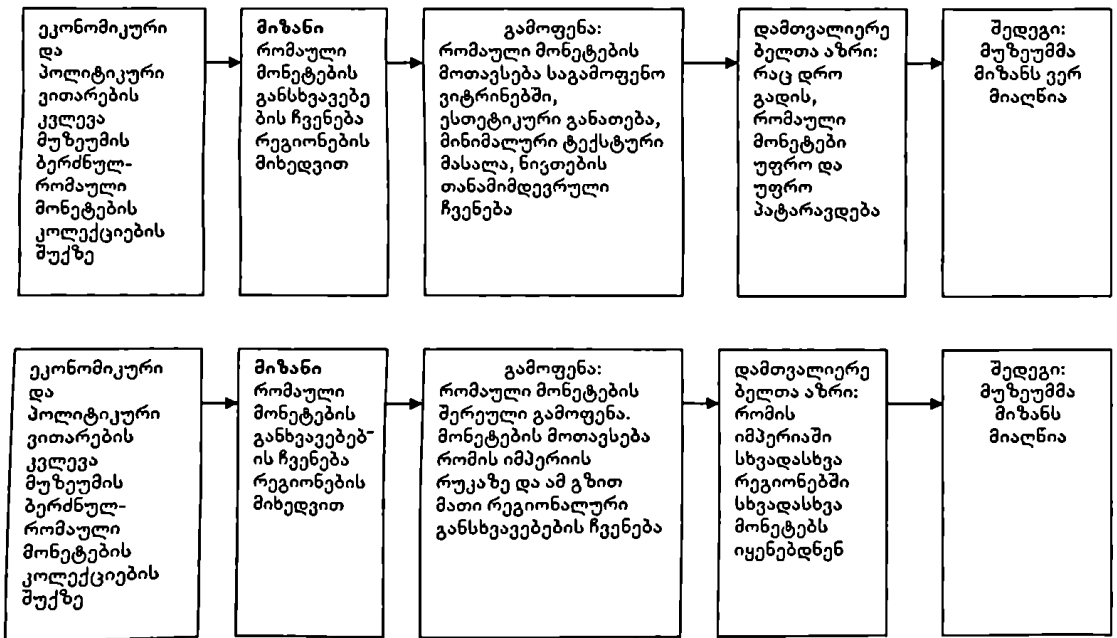 ეკონომიკური
და
პოლიტიკური
ვითარების
კვლევა
მუზეუმის
ბერძნულ-
რომაული
მონეტების
კოლექციების
შუქზე
მიზანი
რომაული
მონეტების
განსხვავებე
ბის ჩვენება
რეგიონების
მიხედვით
გამოფენა:
რომაული მონეტების
მოთავსება საგამოფენო
ვიტრინებში,
ესთეტიკური განათება,
მინიმალური ტექსტური
მასალა, ნივთების
თანამიმდევრული
ჩვენება
დამთვალიერე
ბელთა აზრი:
რაც დრო
გადის,
რომაული
მონეტები
უფრო და
უფრო
პატარავდება
შედეგი:
მუზეუმმა
მიზანს ვერ
მიაღწია
ეკონომიკური
და
პოლიტიკური
ვითარების
კვლევა
მუზეუმის
ბერძნულ-
რომაული
მონეტების
კოლექციების
შუქზე
მიზანი
რომაული
მონეტების
განხვავებებ-
ის ჩვენება
რეგიონების
მიხედვით
გამოფენა:
რომაული მონეტების
შერეული გამოფენა.
მონეტების მოთავსება
რომის იმპერიის
რუკაზე და ამ გზით
მათი რეგიონალური
განსხვავებების ჩვენება
დამთვალიერე
ბელთა აზრი:
რომის
იმპერიაში
სხვადასხვა
რეგიონებში
სხვადასხვა
მონეტებს
იყენებდნენ
შედეგი:
მუზეუმმა
მიზანს
მიაღწია